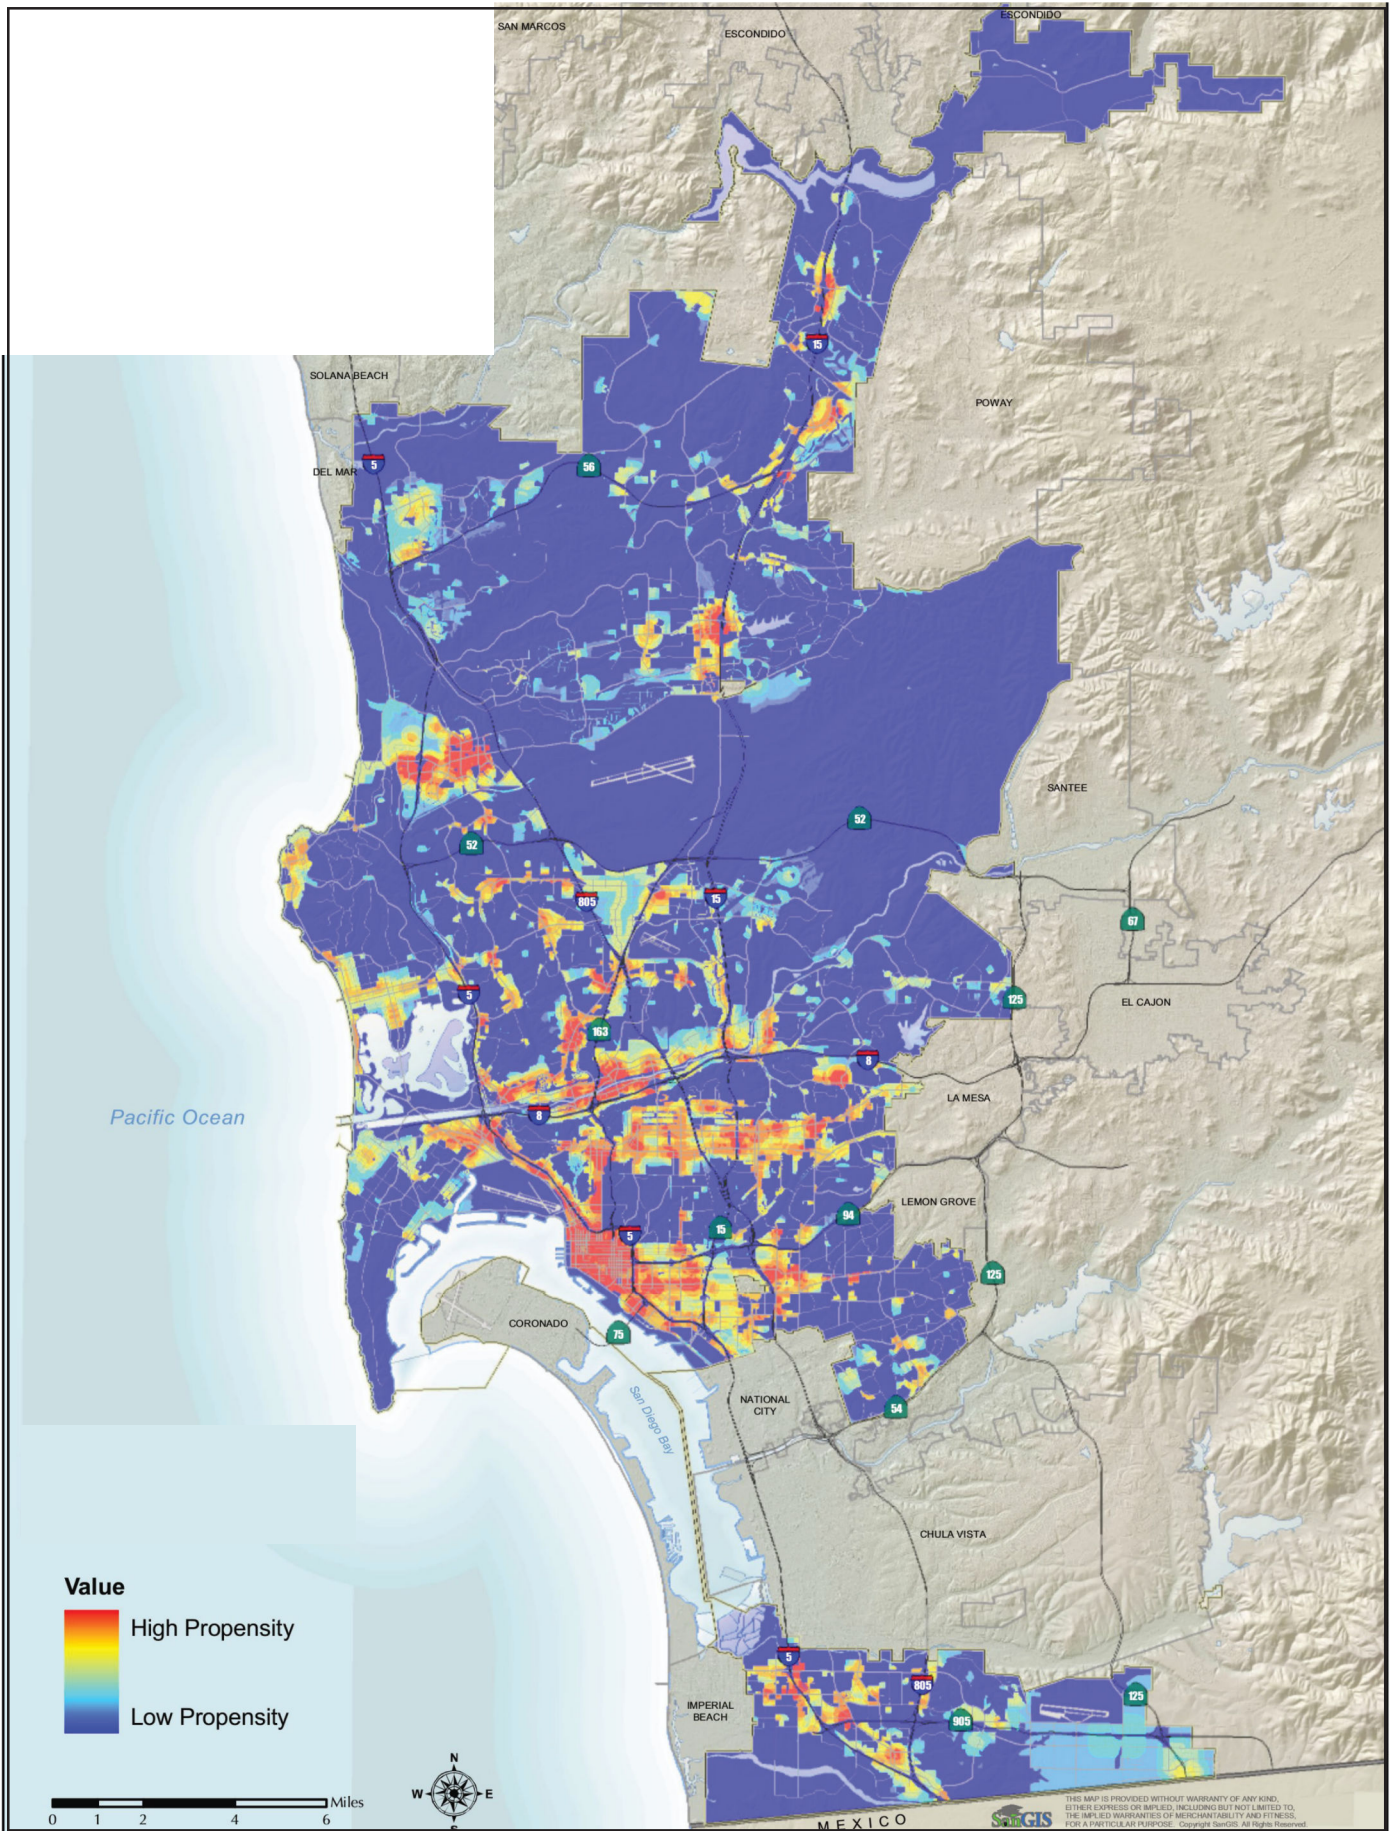 SAN MARCOS
ESCONDIDO
ESCONDIDO
15
SOLANA BEACH
POWAY
5
DEL MAR
56
SANTEE
52
52
805
15
67
5
125
EL CAJON
163
8
LA MESA
Pacific Ocean
8
LEMON GROVE
94
15
5
125
CORONADO
75
NATIONAL
CITY
54
San Diego Bay
CHULA VISTA
Value
High Propensity
Low Propensity
5
805
125
IMPERIAL
BEACH
905
N
W
E
S
Miles
0 1 2 4 6
MEXICO
SanGIS
THIS MAP IS PROVIDED WITHOUT WARRANTY OF ANY KIND,
EITHER EXPRESS OR IMPLIED, INCLUDING BUT NOT LIMITED TO,
THE IMPLIED WARRANTIES OF MERCHANTABILITY AND FITNESS,
FOR A PARTICULAR PURPOSE. Copyright SanGIS. All Rights Reserved.